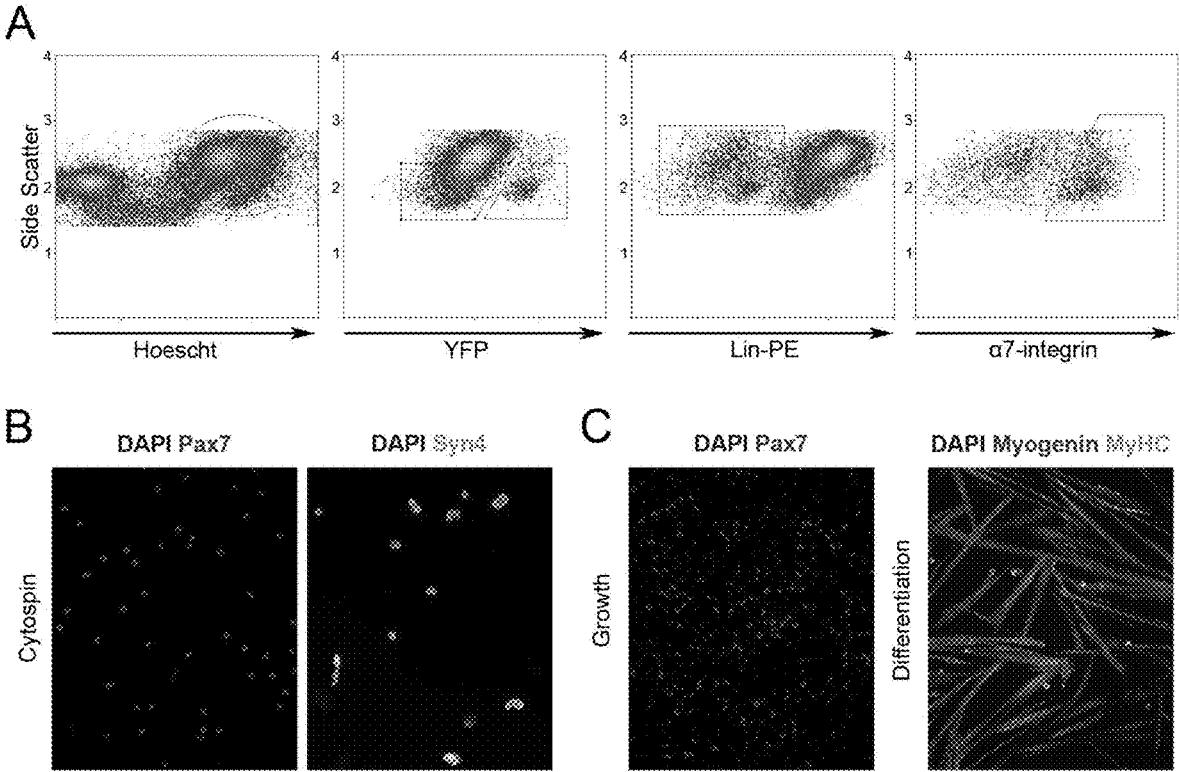 A
4
3
2
1
Side Scatter
Hoescht
4
3
2
1
YFP
4
3
2
1
Lin-PE
4
3
2
1
α7-integrin
B
DAPI Pax7
DAPI Syn4
Cytospin
C
DAPI Pax7
DAPI Myogenin MyHC
Growth
Differentiation